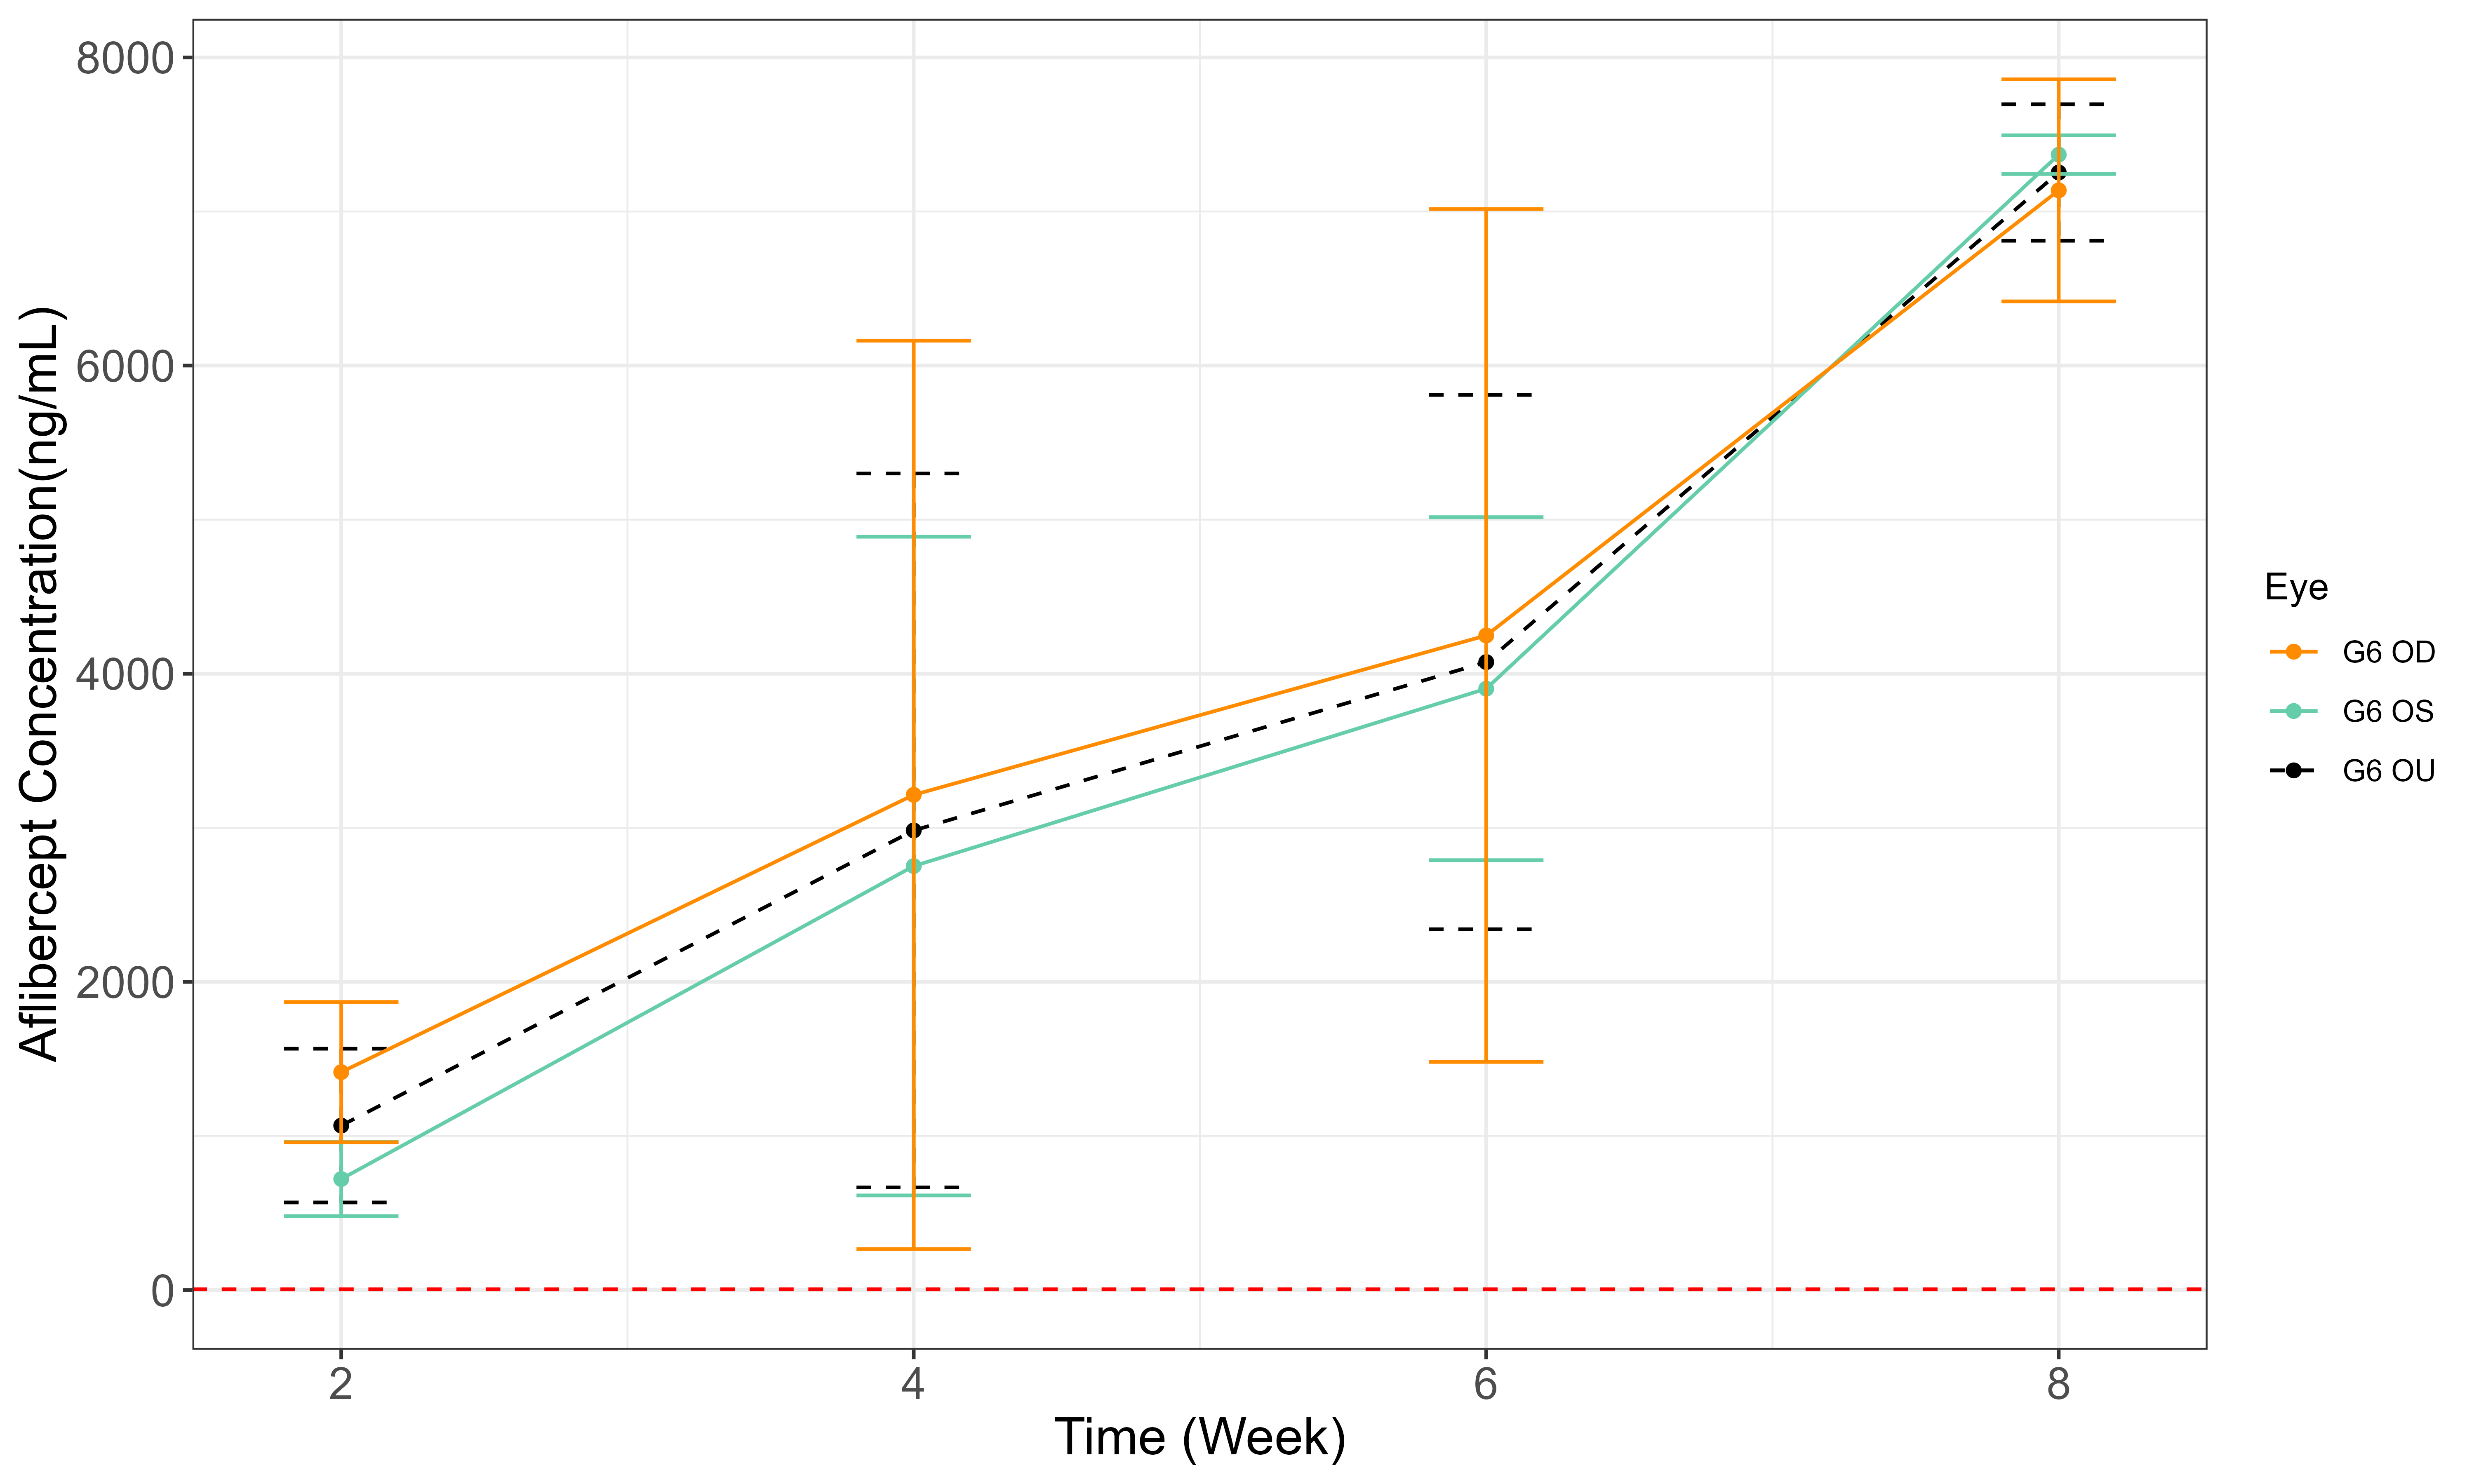 8000
6000
4000
2000
0
Aflibercept Concentration(ng/mL)
2
4
6
8
Time (Week)
Eye
G6 OD
G6 OS
G6 OU